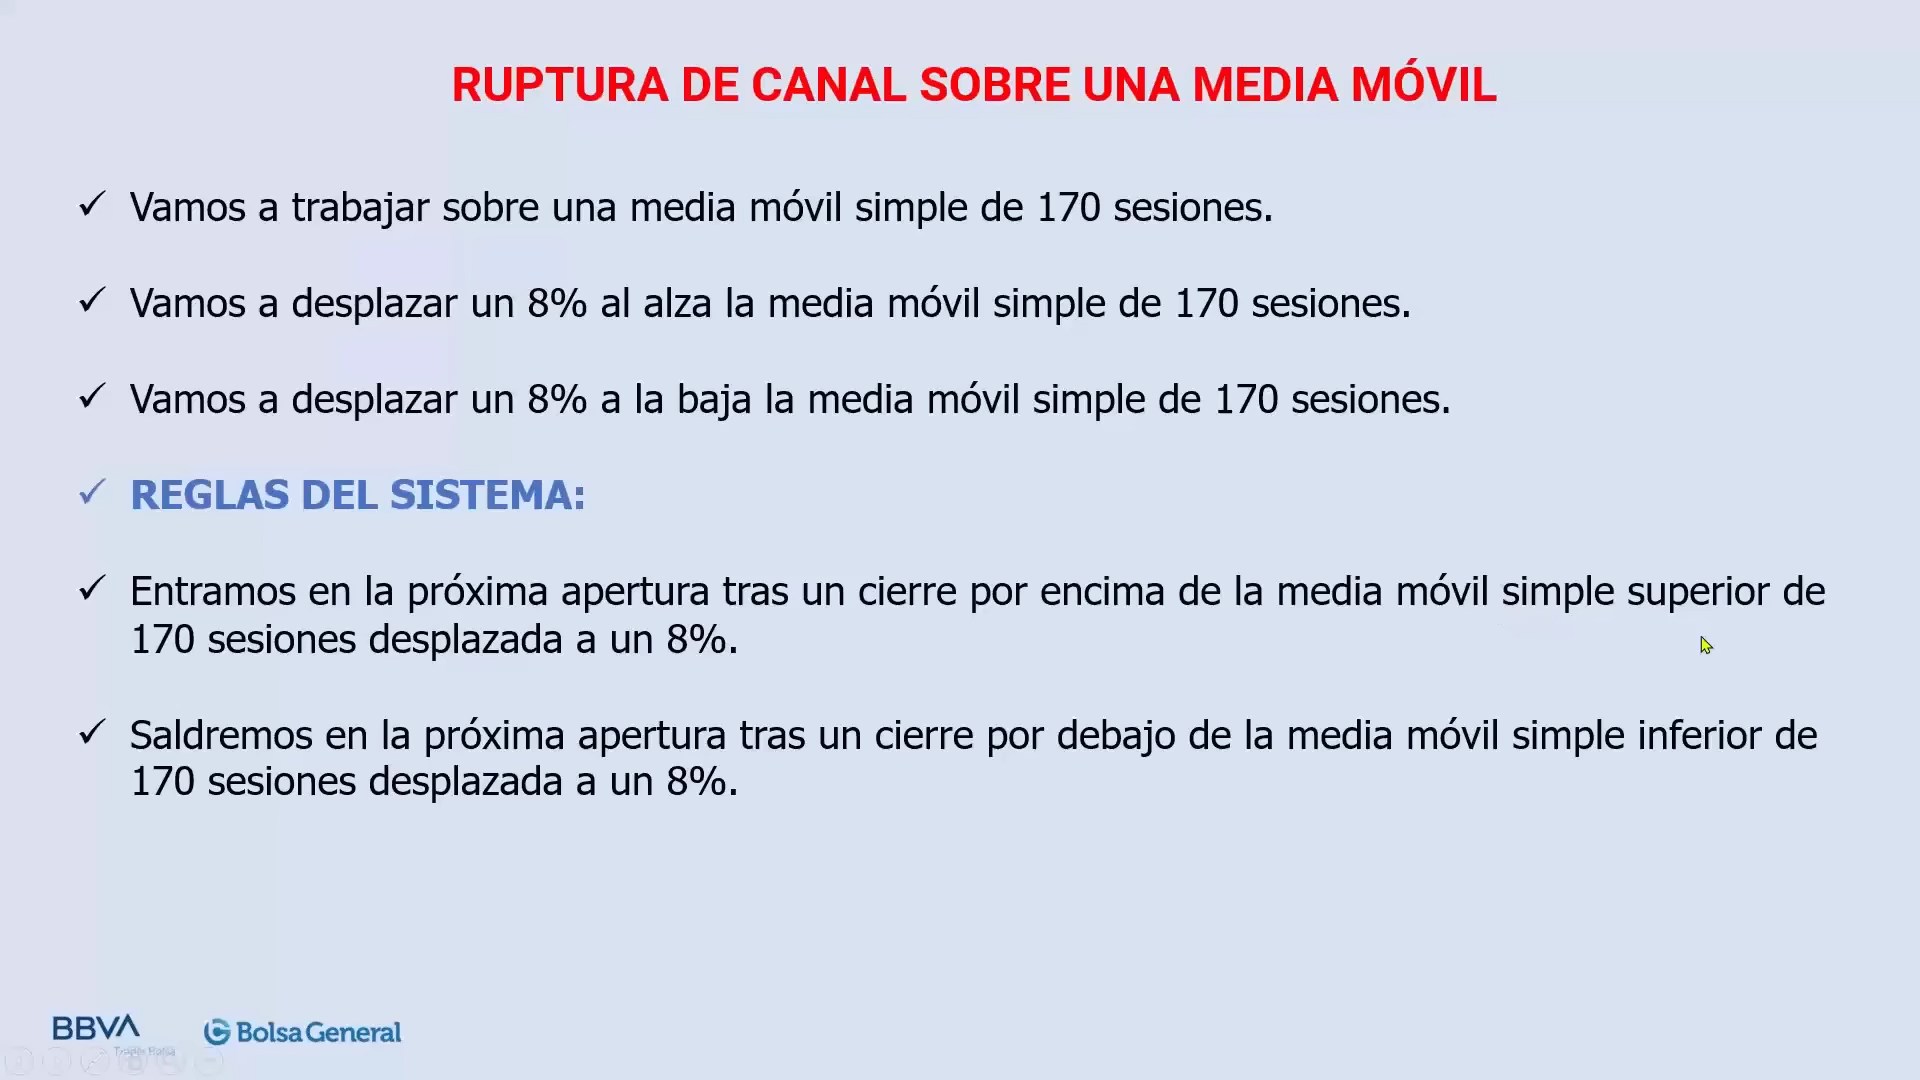 RUPTURA DE CANAL SOBRE UNA MEDIA MÓVIL
Vamos a trabajar sobre una media móvil simple de 170 sesiones.
Vamos a desplazar un 8% al alza la media móvil simple de 170 sesiones.
Vamos a desplazar un 8% a la baja la media móvil simple de 170 sesiones.
REGLAS DEL SISTEMA:
Entramos en la próxima apertura tras un cierre por encima de la media móvil simple superior de
170 sesiones desplazada a un 8%.
Saldremos en la próxima apertura tras un cierre por debajo de la media móvil simple inferior de
170 sesiones desplazada a un 8%.
BBVA
Bolsa General